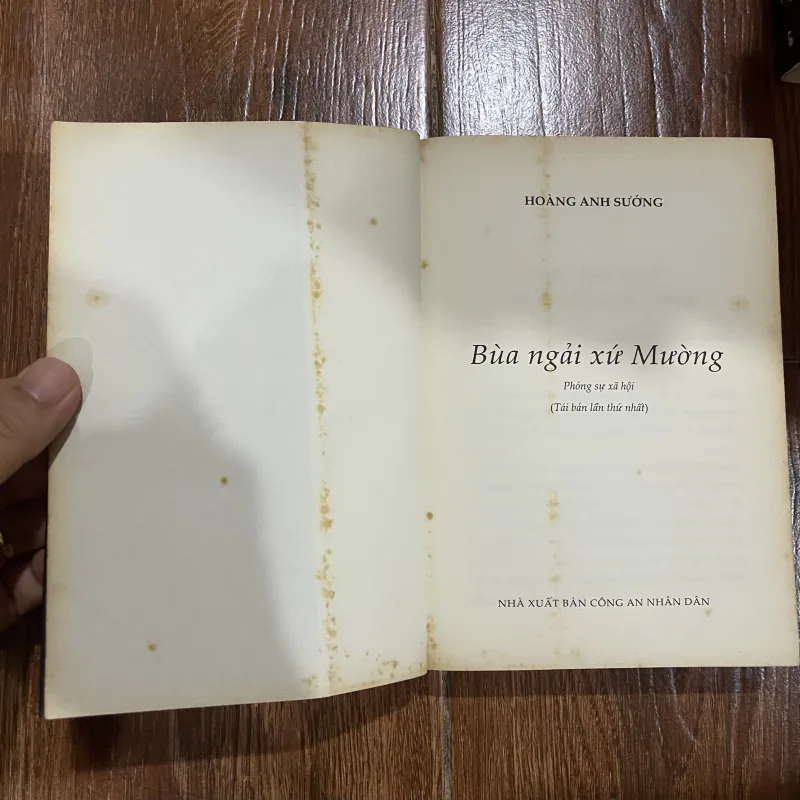 HOÀNG ANH SƯỚNG
Bùa ngải xứ Mường
Phóng sự xã hội
(Tái bản lần thứ nhất)
NHÀ XUẤT BẢN CÔNG AN NHÂN DÂN